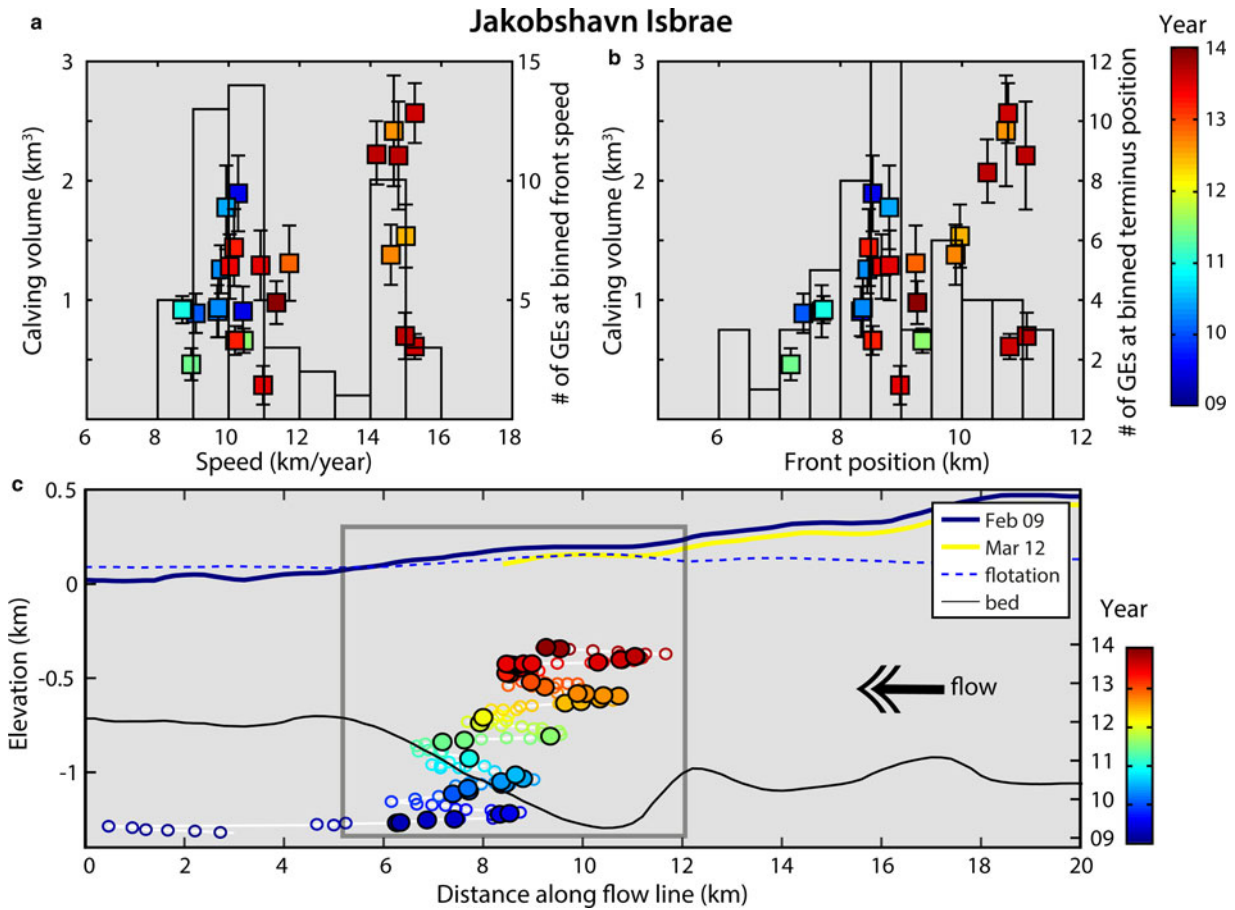 Jakobshavn Isbrae
a
3
2
1
Calving volume (km³)
6 8 10 12 14 16 18
Speed (km/year)
15
10
5
# of GEs at binned front speed
b
3
2
1
Calving volume (km³)
6 8 10 12
Front position (km)
12
10
8
6
4
2
# of GEs at binned terminus position
Year
14
13
12
11
10
09
c
0.5
0
-0.5
-1
Elevation (km)
0 2 4 6 8 10 12 14 16 18 20
Distance along flow line (km)
Feb 09
Mar 12
flotation
bed
flow
14
13
12
11
10
09
Year
14
13
12
11
10
09